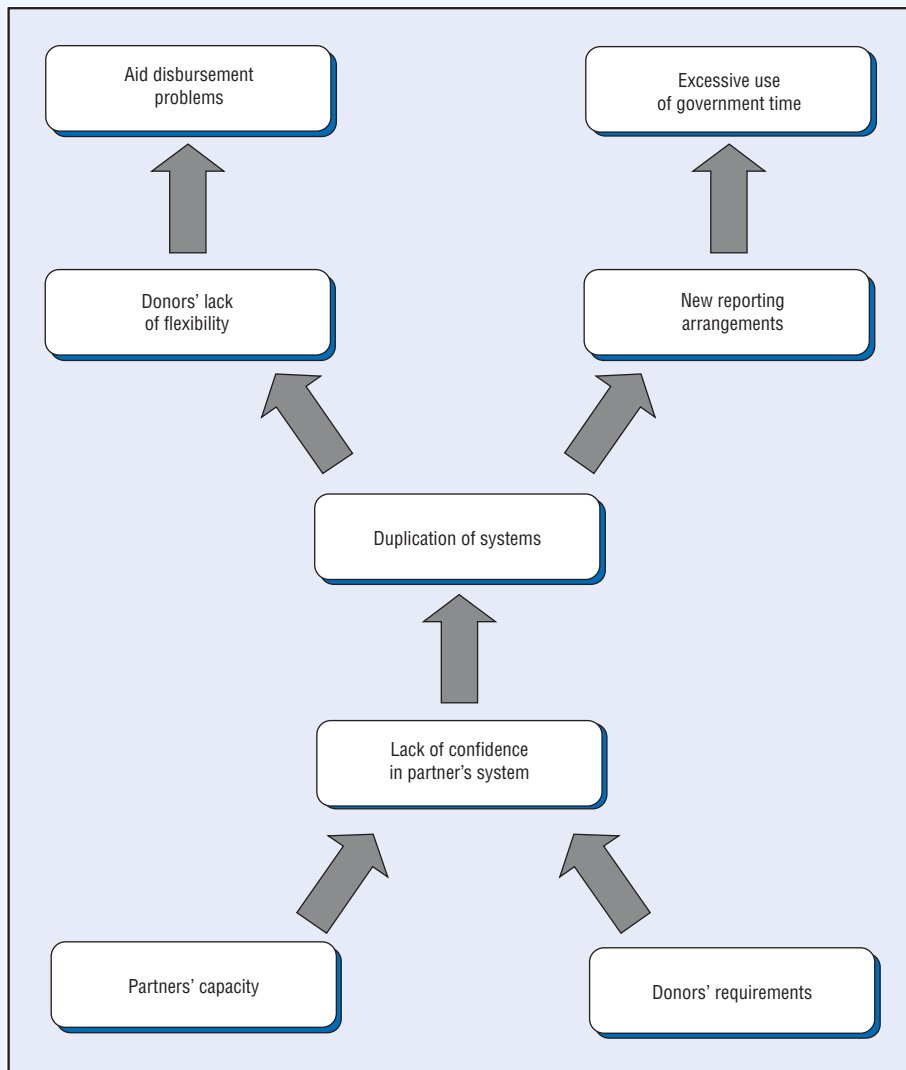 Aid disbursement
problems
Excessive use
of government time
Donors’ lack
of flexibility
New reporting
arrangements
Duplication of systems
Lack of confidence
in partner’s system
Partners’ capacity
Donors’ requirements